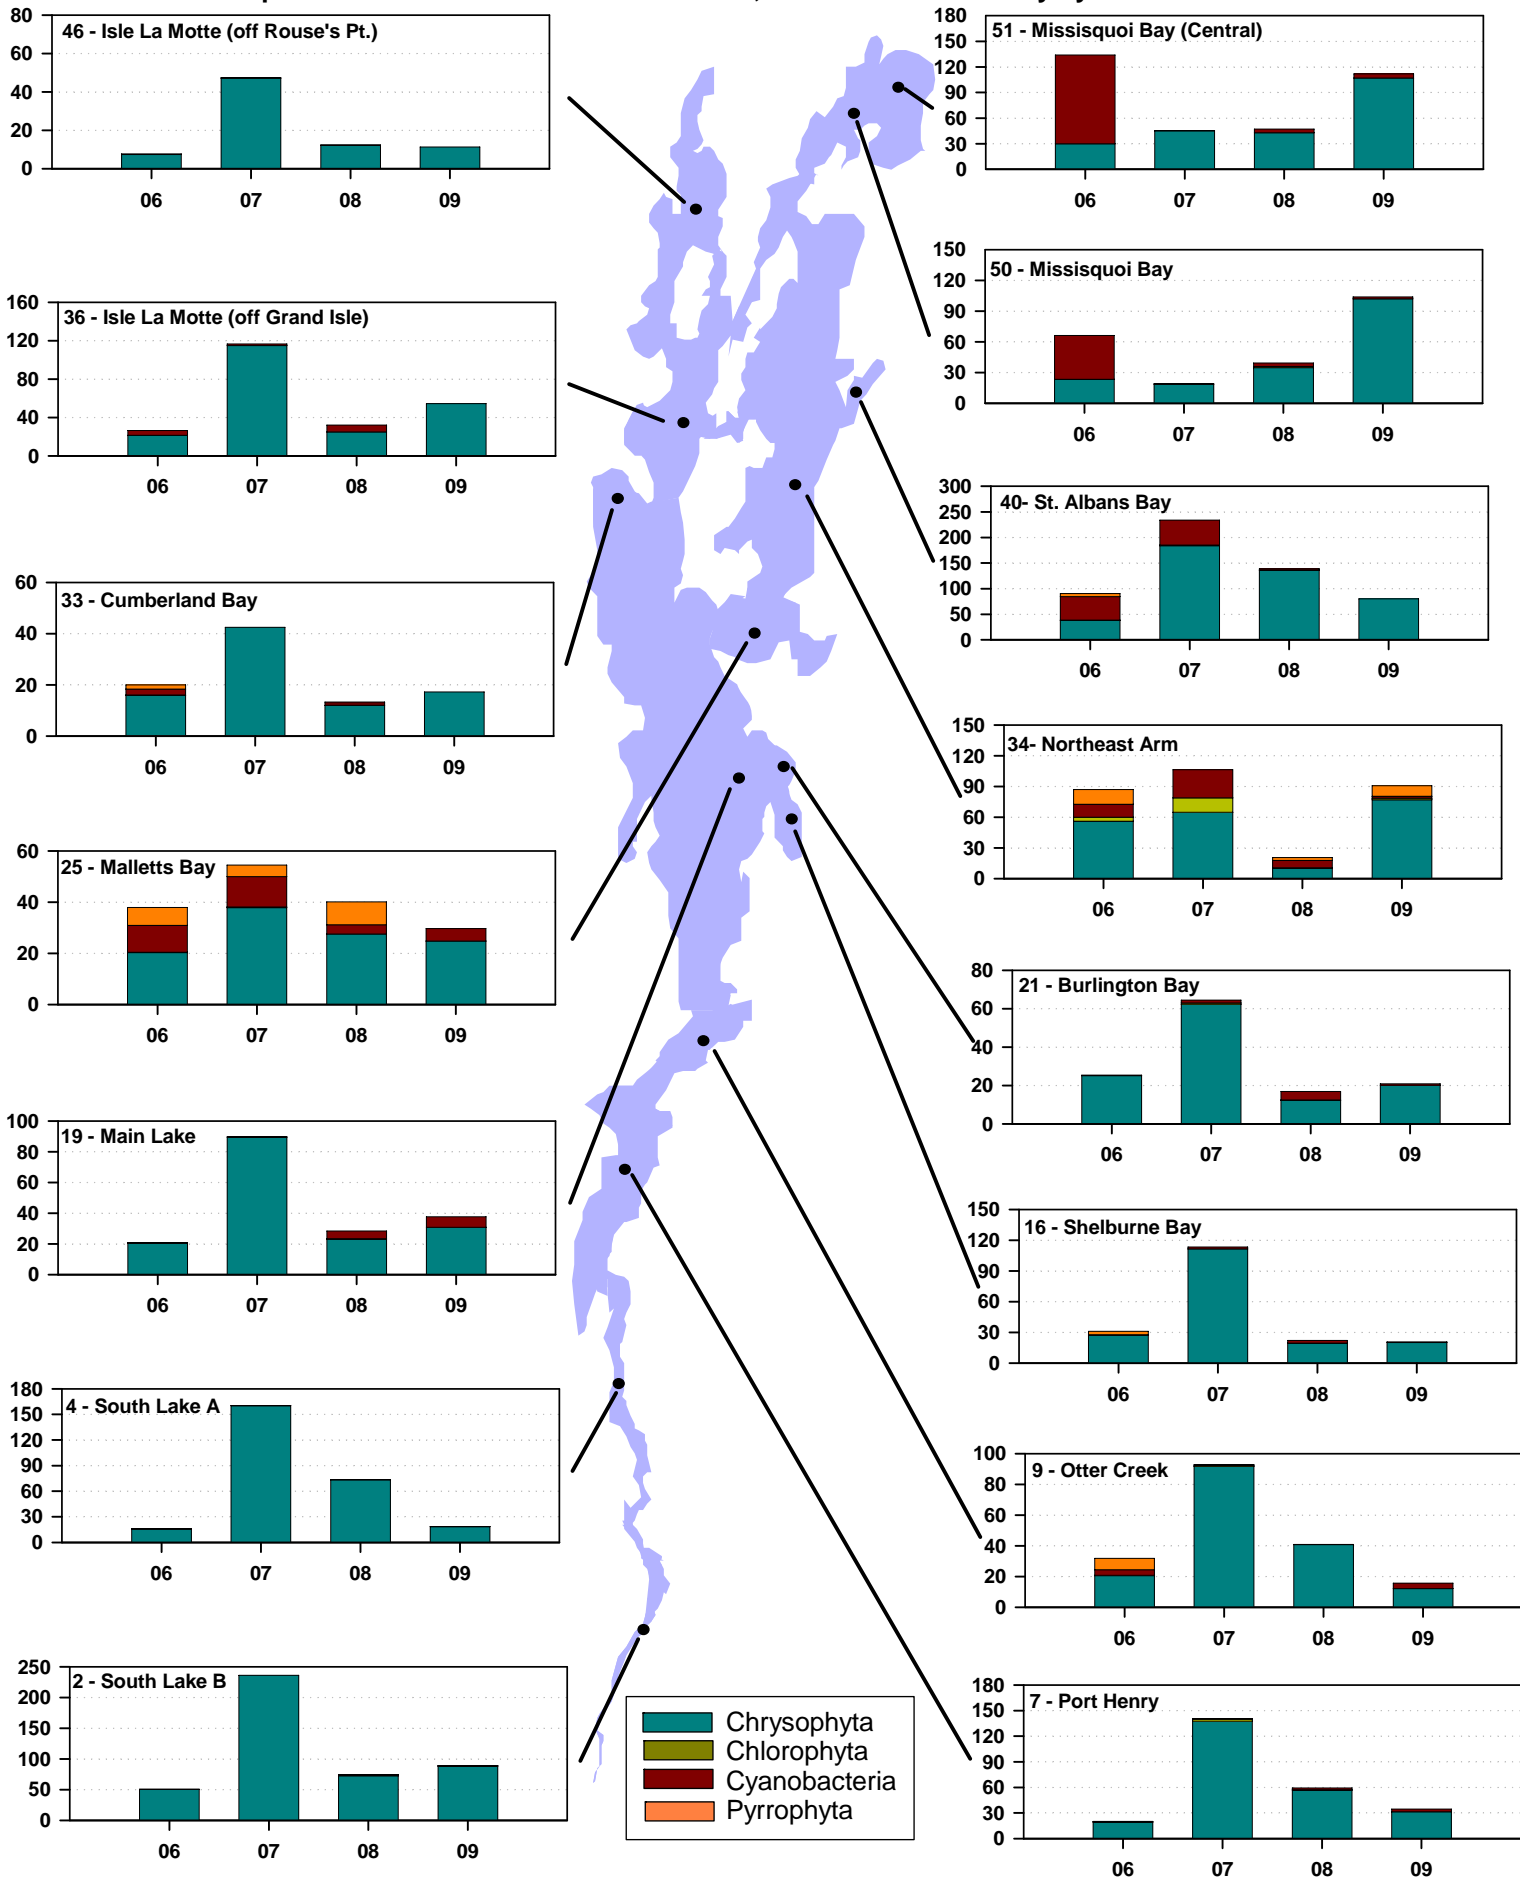 80
60
40
20
0
46 - Isle La Motte (off Rouse's Pt.)
06 07 08 09
160
120
80
40
0
36 - Isle La Motte (off Grand Isle)
06 07 08 09
60
40
20
0
33 - Cumberland Bay
06 07 08 09
60
40
20
0
25 - Malletts Bay
06 07 08 09
100
80
60
40
20
0
19 - Main Lake
06 07 08 09
180
150
120
90
60
30
0
4 - South Lake A
06 07 08 09
250
200
150
100
50
0
2 - South Lake B
06 07 08 09
180
150
120
90
60
30
0
51 - Missisquoi Bay (Central)
06 07 08 09
150
120
90
60
30
0
50 - Missisquoi Bay
06 07 08 09
300
250
200
150
100
50
0
40- St. Albans Bay
06 07 08 09
150
120
90
60
30
0
34- Northeast Arm
06 07 08 09
80
60
40
20
0
21 - Burlington Bay
06 07 08 09
150
120
90
60
30
0
16 - Shelburne Bay
06 07 08 09
100
80
60
40
20
0
9 - Otter Creek
06 07 08 09
180
150
120
90
60
30
0
7 - Port Henry
06 07 08 09
Chrysophyta
Chlorophyta
Cyanobacteria
Pyrrophyta